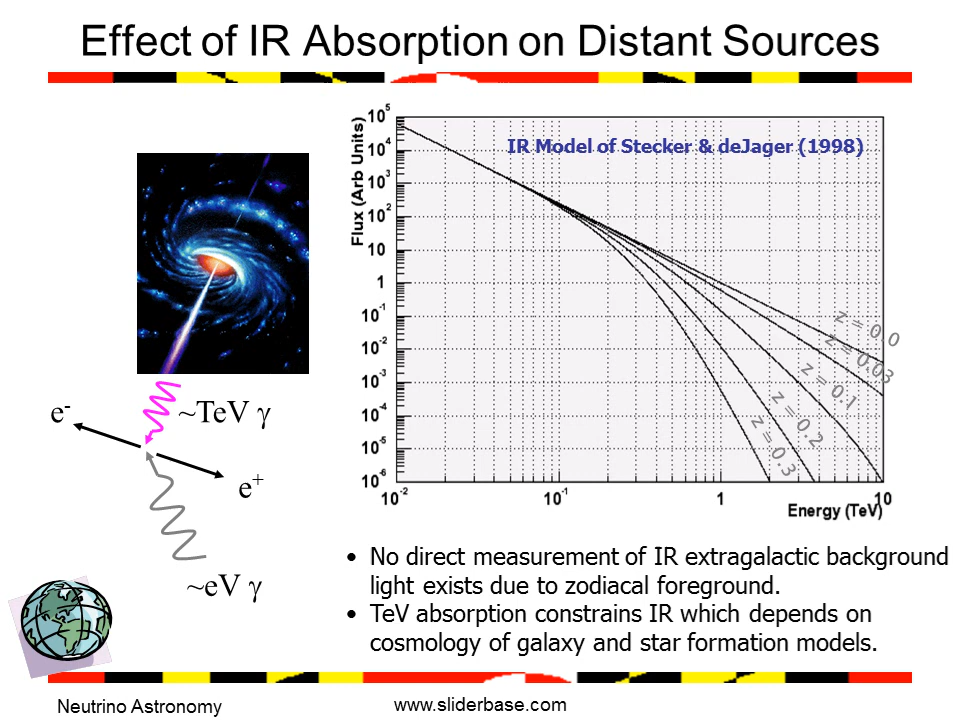 Effect of IR Absorption on Distant Sources
~TeV γ
e-
e+
~eV γ
Flux (Arb Units)
10^5
10^4
10^3
10^2
10
1
10^-1
10^-2
10^-3
10^-4
10^-5
10^-6
IR Model of Stecker & deJager (1998)
z = 0.0
z = 0.03
z = 0.1
z = 0.2
z = 0.3
10^-2
10^-1
1
10
Energy (TeV)
• No direct measurement of IR extragalactic background
light exists due to zodiacal foreground.
• TeV absorption constrains IR which depends on
cosmology of galaxy and star formation models.
Neutrino Astronomy
www.sliderbase.com